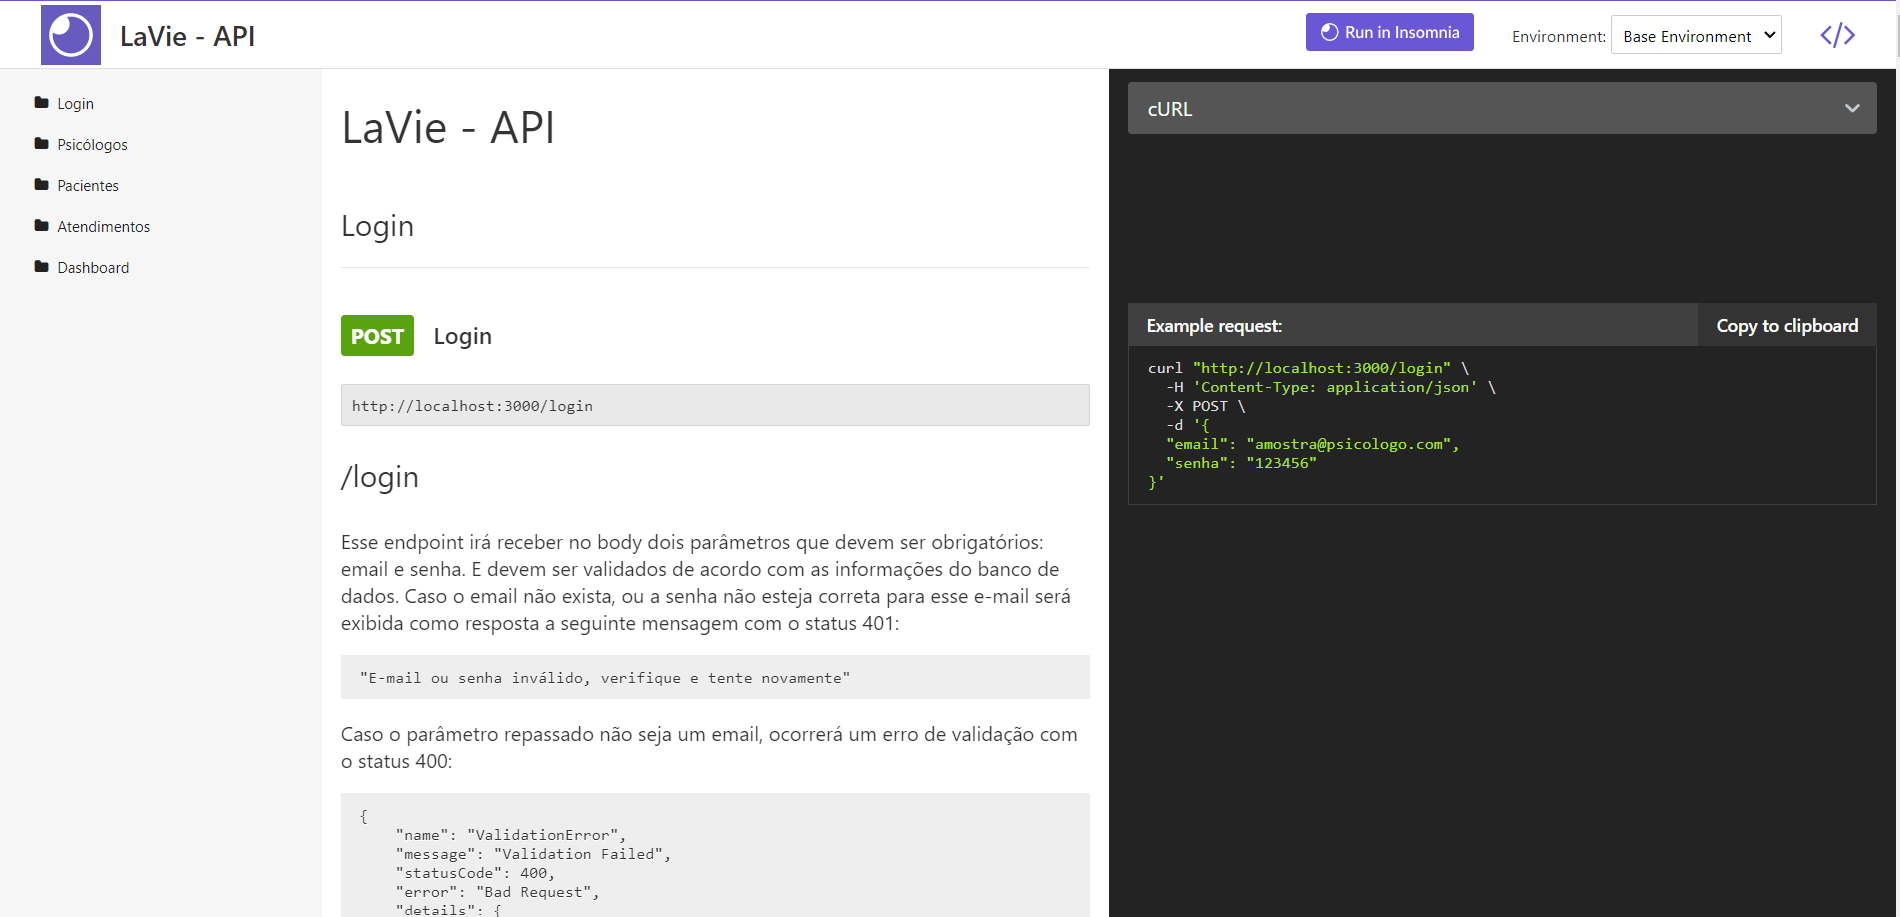 LaVie - API
Run in Insomnia
Environment: Base Environment
</>
Login
Psicólogos
Pacientes
Atendimentos
Dashboard
LaVie - API
Login
POST Login
http://localhost:3000/login
/login
Esse endpoint irá receber no body dois parâmetros que devem ser obrigatórios:
email e senha. E devem ser validados de acordo com as informações do banco de
dados. Caso o email não exista, ou a senha não esteja correta para esse e-mail será
exibida como resposta a seguinte mensagem com o status 401:
"E-mail ou senha inválido, verifique e tente novamente"
Caso o parâmetro repassado não seja um email, ocorrerá um erro de validação com
o status 400:
{
"name": "ValidationError",
"message": "Validation Failed",
"statusCode": 400,
"error": "Bad Request",
"details": {
cURL
Example request:
Copy to clipboard
curl "http://localhost:3000/login" \
-H 'Content-Type: application/json' \
-X POST \
-d '{
"email": "amostra@psicologo.com",
"senha": "123456"
}'